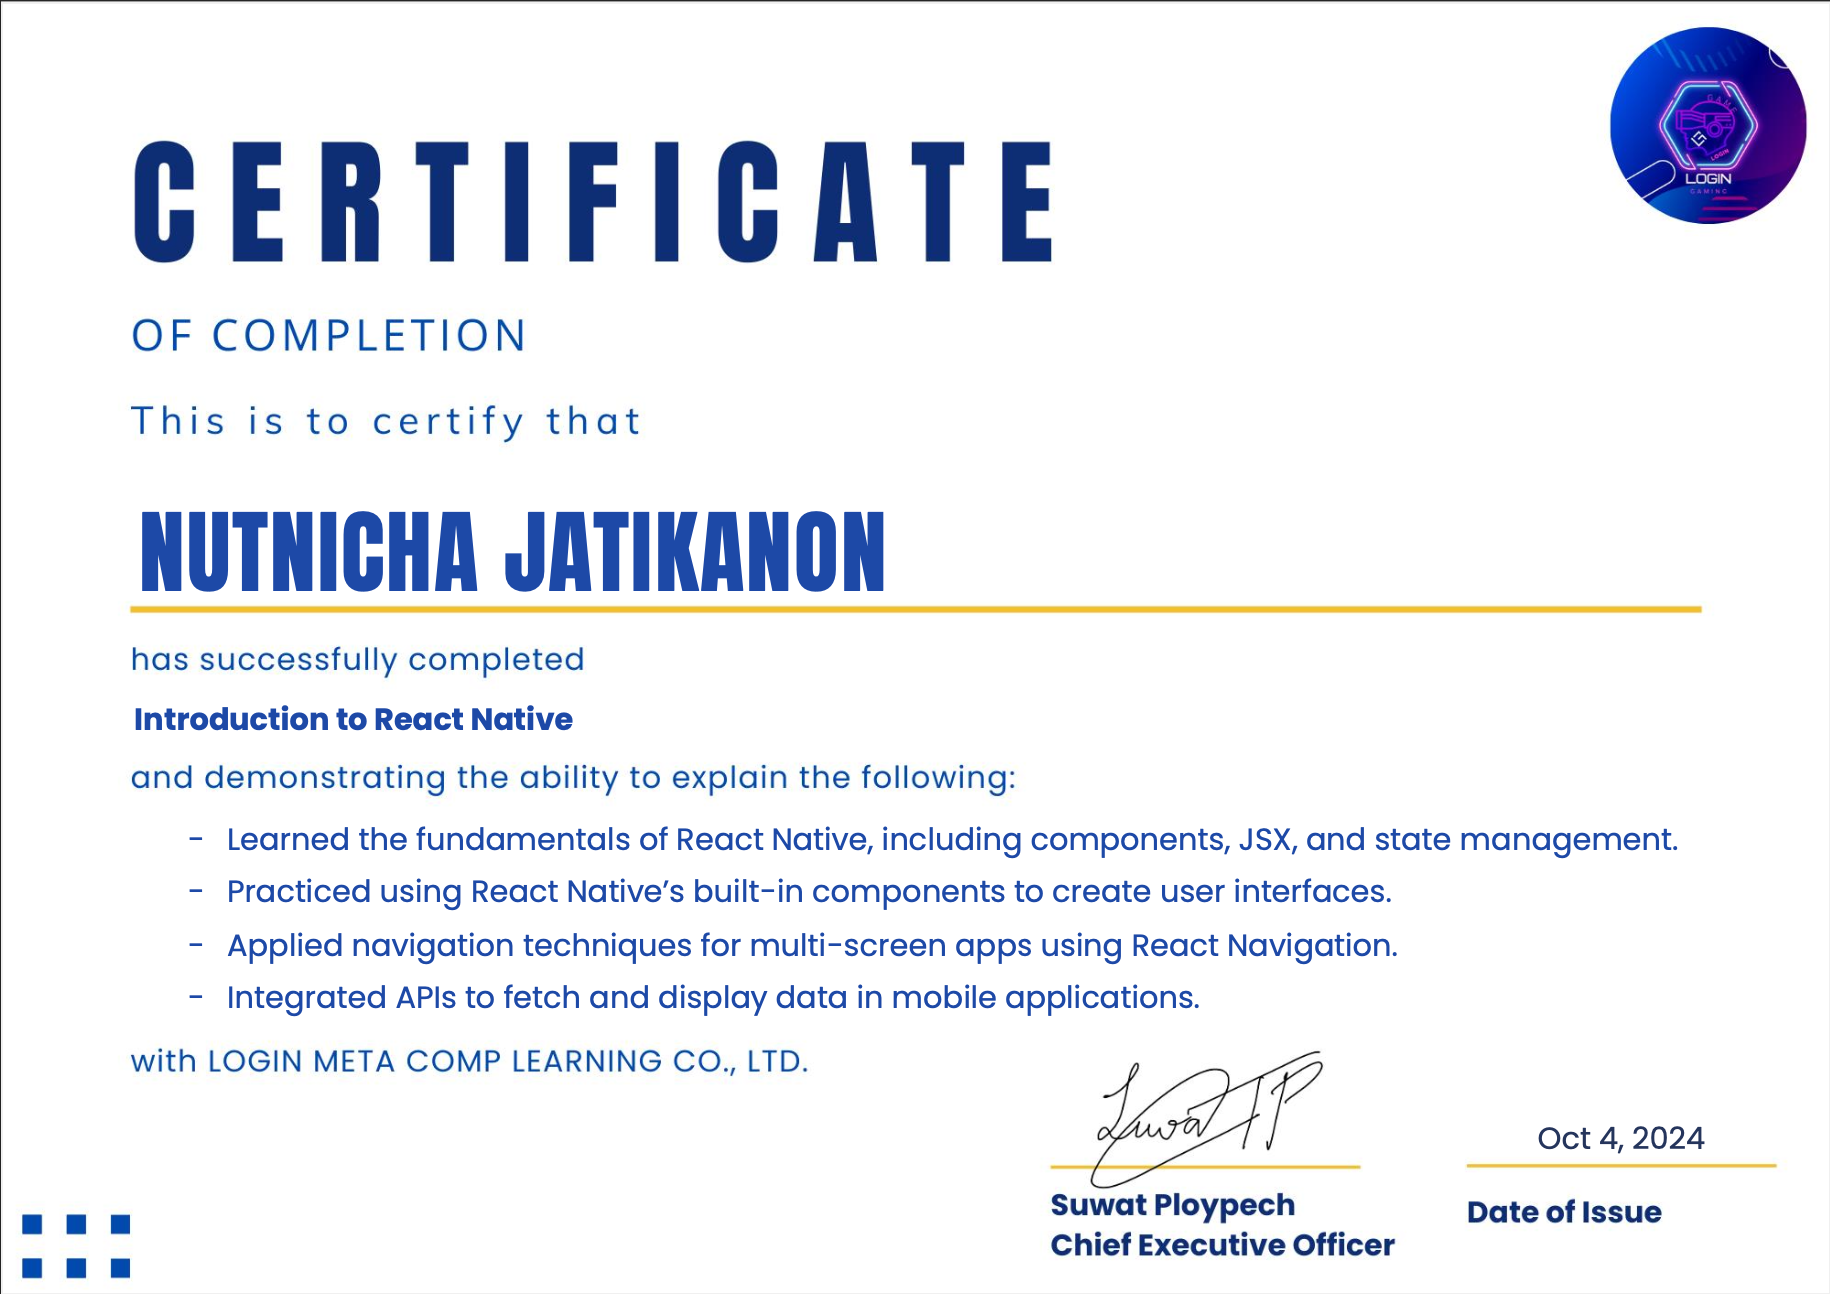 GAME
LOGIN
LOGIN
GAMING
CERTIFICATE
OF COMPLETION
This is to certify that
NUTNICHA JATIKANON
has successfully completed
Introduction to React Native
and demonstrating the ability to explain the following:
- Learned the fundamentals of React Native, including components, JSX, and state management.
- Practiced using React Native’s built-in components to create user interfaces.
- Applied navigation techniques for multi-screen apps using React Navigation.
- Integrated APIs to fetch and display data in mobile applications.
with LOGIN META COMP LEARNING CO., LTD.
Oct 4, 2024
Suwat Ploypech
Chief Executive Officer
Date of Issue